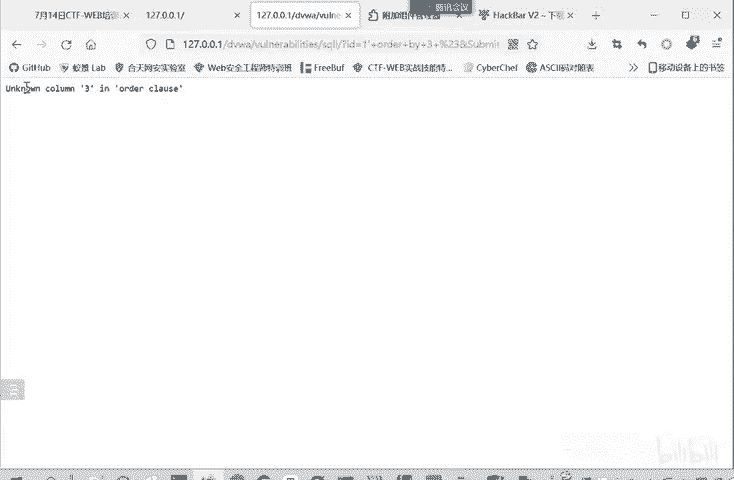 腾讯会议
7月14日CTF-WEB培训 × 127.0.0.1/ × 127.0.0.1/dvwa/vulne × 附加组件管理器 × HackBar V2 - 下载 ×
127.0.0.1/dvwa/vulnerabilities/sqli/?id=1'+order+by+3+%23&Submit
GitHub 蚁景 Lab 合天网安实验室 Web安全工程师特训班 FreeBuf CTF-WEB实战技能特... CyberChef ASCII码对照表 移动设备上的书签
Unknown column '3' in 'order clause'
bilibili